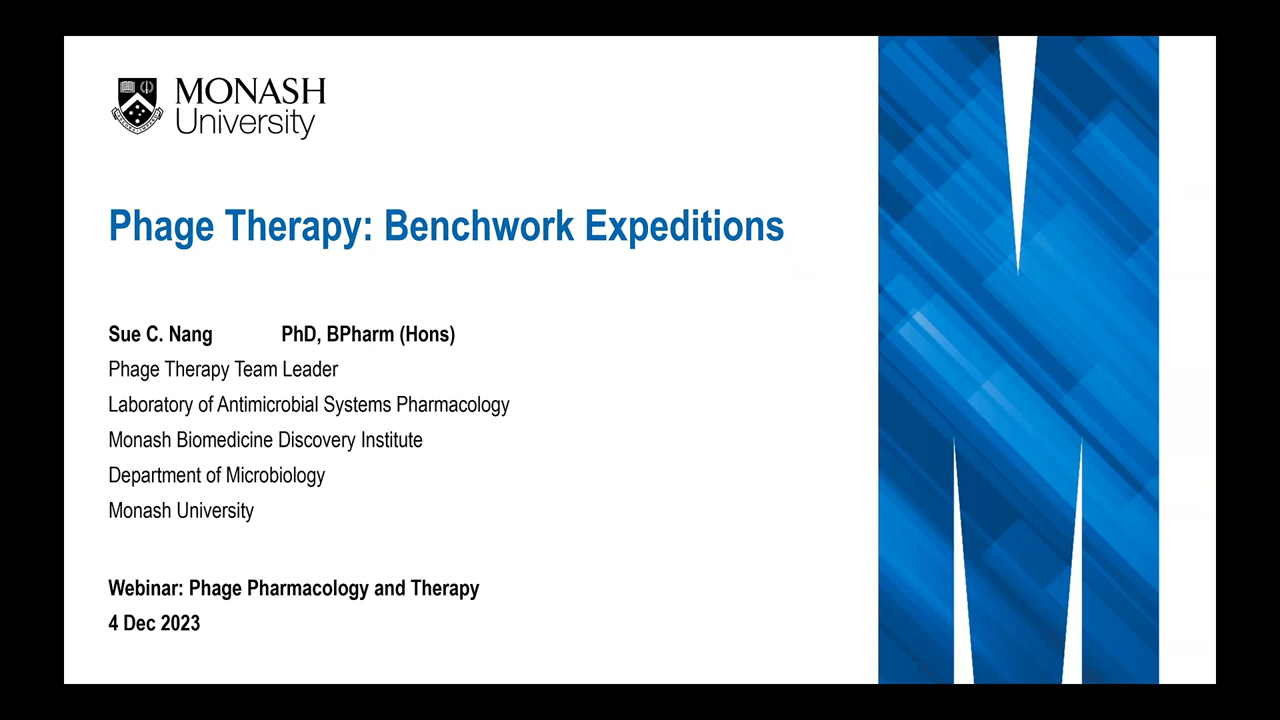 MONASH
University
Phage Therapy: Benchwork Expeditions
Sue C. Nang PhD, BPharm (Hons)
Phage Therapy Team Leader
Laboratory of Antimicrobial Systems Pharmacology
Monash Biomedicine Discovery Institute
Department of Microbiology
Monash University
Webinar: Phage Pharmacology and Therapy
4 Dec 2023